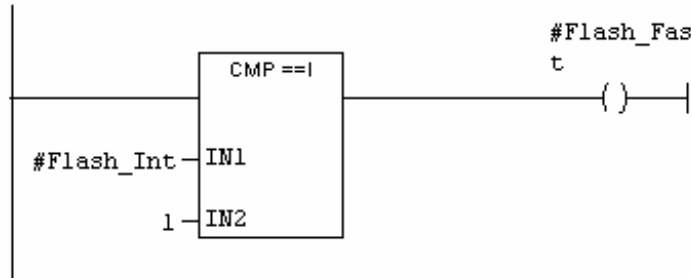 #Flash_Fas
t
CMP ==I
#Flash_Int
IN1
1
IN2